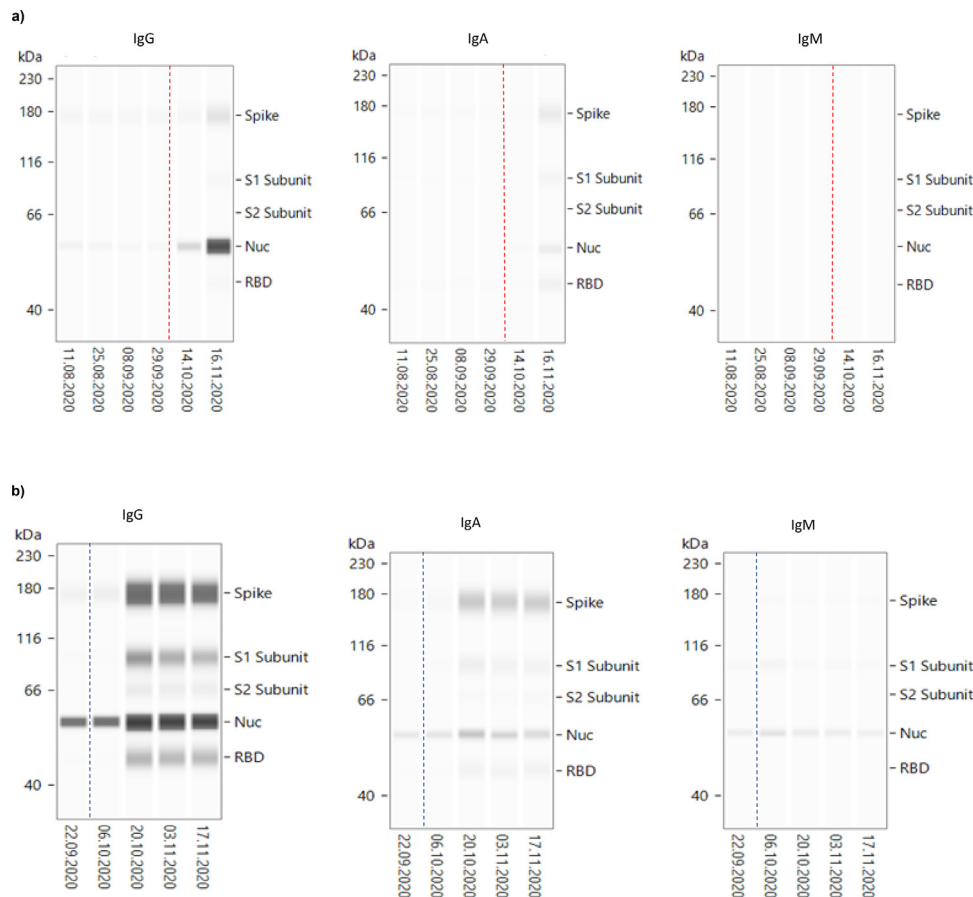 a)
IgG
IgA
IgM
kDa
230
180
116
66
40
Spike
S1 Subunit
S2 Subunit
Nuc
RBD
11.08.2020
25.08.2020
08.09.2020
29.09.2020
14.10.2020
16.11.2020
kDa
230
180
116
66
40
Spike
S1 Subunit
S2 Subunit
Nuc
RBD
11.08.2020
25.08.2020
08.09.2020
29.09.2020
14.10.2020
16.11.2020
kDa
230
180
116
66
40
Spike
S1 Subunit
S2 Subunit
Nuc
RBD
11.08.2020
25.08.2020
08.09.2020
29.09.2020
14.10.2020
16.11.2020
b)
IgG
IgA
IgM
kDa
230
180
116
66
40
Spike
S1 Subunit
S2 Subunit
Nuc
RBD
22.09.2020
06.10.2020
20.10.2020
03.11.2020
17.11.2020
kDa
230
180
116
66
40
Spike
S1 Subunit
S2 Subunit
Nuc
RBD
22.09.2020
06.10.2020
20.10.2020
03.11.2020
17.11.2020
kDa
230
180
116
66
40
Spike
S1 Subunit
S2 Subunit
Nuc
RBD
22.09.2020
06.10.2020
20.10.2020
03.11.2020
17.11.2020